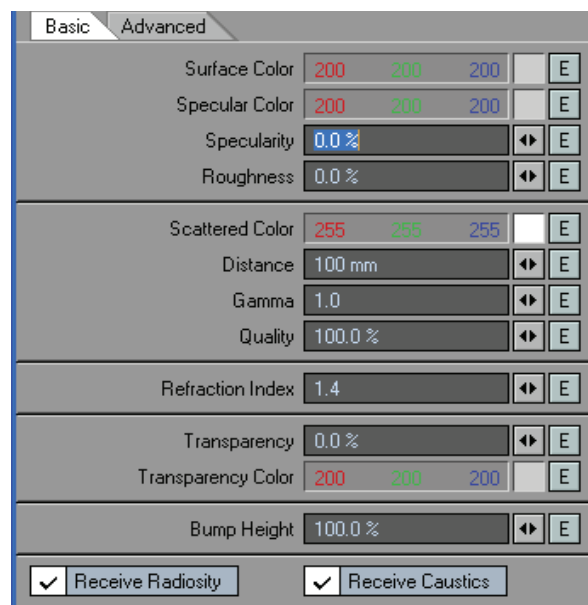 Basic Advanced
Surface Color 200 200 200 E
Specular Color 200 200 200 E
Specularity 0.0 % E
Roughness 0.0 % E
Scattered Color 255 255 255 E
Distance 100 mm E
Gamma 1.0 E
Quality 100.0 % E
Refraction Index 1.4 E
Transparency 0.0 % E
Transparency Color 200 200 200 E
Bump Height 100.0 % E
Receive Radiosity Receive Caustics